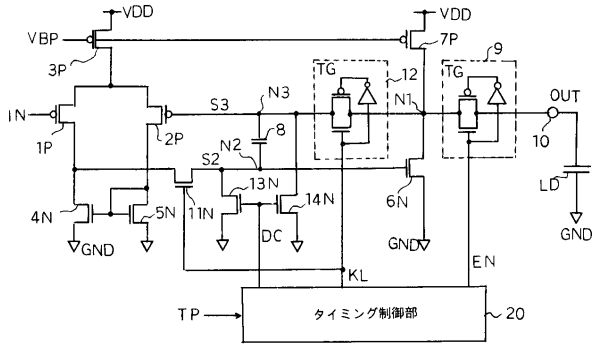 VDD
VDD
VBP
3P
7P
9
TG
12
TG
N1
OUT
IN
1P
2P
S3
N3
8
10
S2
N2
LD
4N
5N
11N
13N
14N
6N
GND
DC
GND
GND
KL
EN
TP
タイミング制御部
20